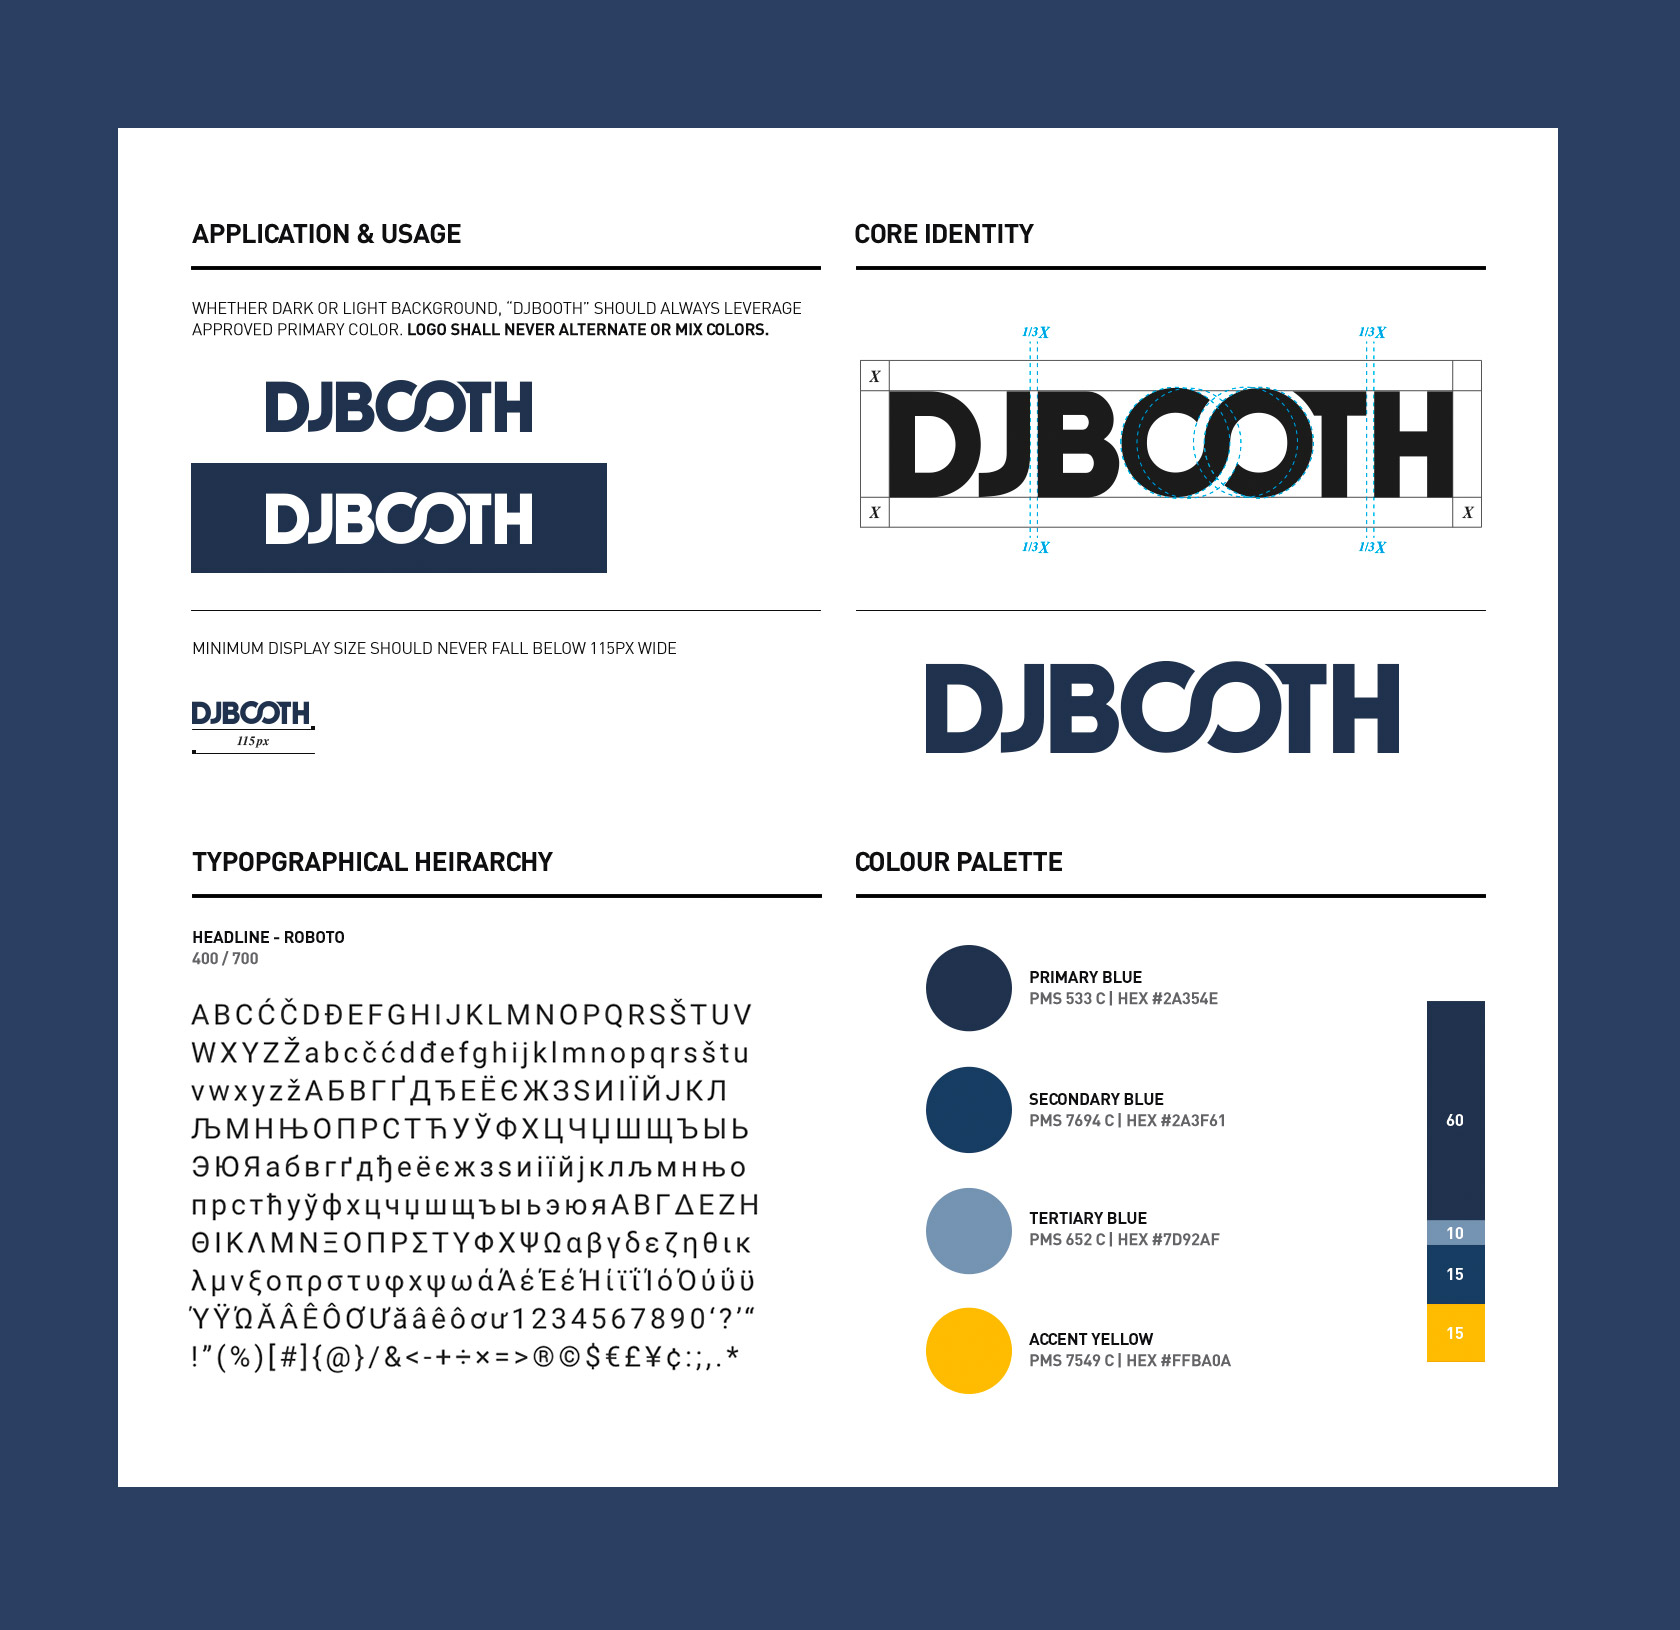 APPLICATION & USAGE
WHETHER DARK OR LIGHT BACKGROUND, “DJBOOTH” SHOULD ALWAYS LEVERAGE
APPROVED PRIMARY COLOR. LOGO SHALL NEVER ALTERNATE OR MIX COLORS.
DJBOOTH
DJBOOTH
MINIMUM DISPLAY SIZE SHOULD NEVER FALL BELOW 115PX WIDE
DJBOOTH
115px
CORE IDENTITY
1/3X 1/3X
X
DJBOOTH
X X
1/3X 1/3X
DJBOOTH
TYPOPGRAPHICAL HEIRARCHY
HEADLINE - ROBOTO
400 / 700
ABCĆČDĐEFGHIJKLMNOPQRSŠTUV
WXYZŽabcčćdđefghijklmnopqrsštu
vwxyzžАБВГҐДЂЕЁЄЖЗЅИІЇЙЈКЛ
ЉМНЊОПРСТЋУЎФХЦЧЏШЩЪЫЬ
ЭЮЯабвгґдђеёєжзѕиіїйјклљмнњо
прстћуўфхцчџшщъыьэюяΑΒΓΔΕΖΗ
ΘΙΚΛΜΝΞΟΠΡΣΤΥΦΧΨΩαβγδεζηθικ
λμνξοπρστυφχψωάΆέΈέΉίϊΐΊόΌύΰϋ
ΎΫΏĂÂÊÔƠƯăâêôơư1234567890‘?’“
!”(%)[#]{@}/&<-+÷×=>®©$€£¥¢:;,.*
COLOUR PALETTE
PRIMARY BLUE
PMS 533 C | HEX #2A354E
SECONDARY BLUE
PMS 7694 C | HEX #2A3F61
TERTIARY BLUE
PMS 652 C | HEX #7D92AF
ACCENT YELLOW
PMS 7549 C | HEX #FFBA0A
60
10
15
15